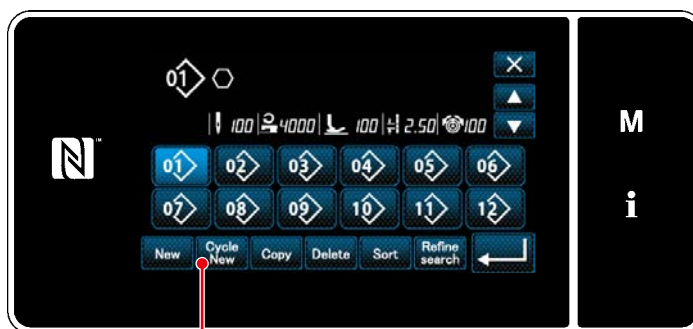 01
100 4000 100 2.50 100
M
N™
01 02 03 04 05 06
i
07 08 09 10 11 12
New Cycle New Copy Delete Sort Refine search